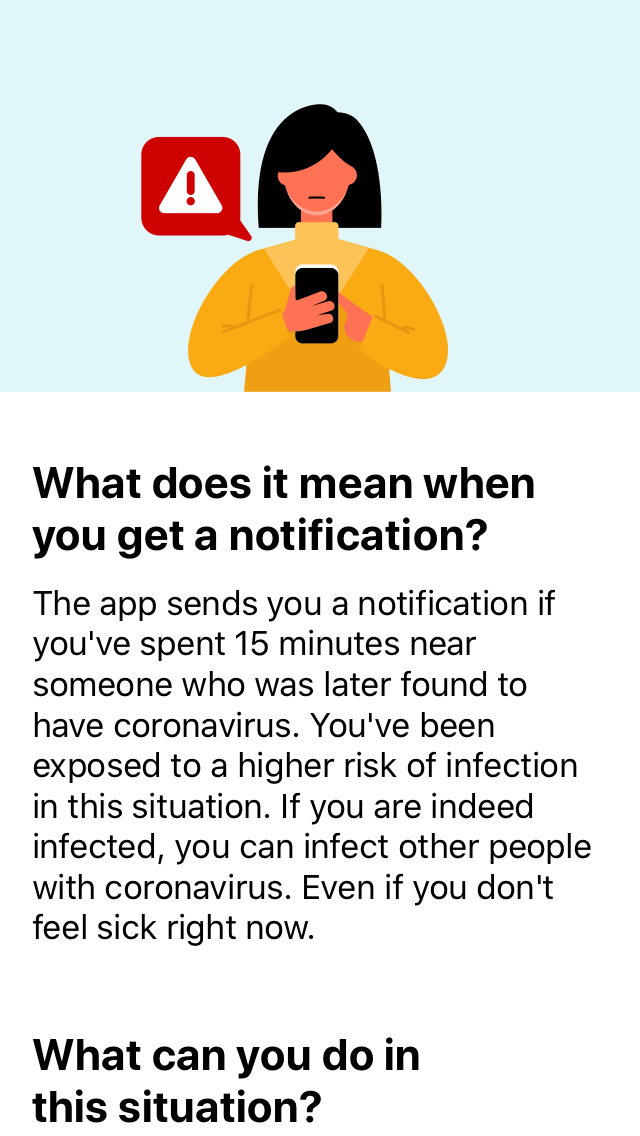 What does it mean when
you get a notification?
The app sends you a notification if
you've spent 15 minutes near
someone who was later found to
have coronavirus. You've been
exposed to a higher risk of infection
in this situation. If you are indeed
infected, you can infect other people
with coronavirus. Even if you don't
feel sick right now.
What can you do in
this situation?